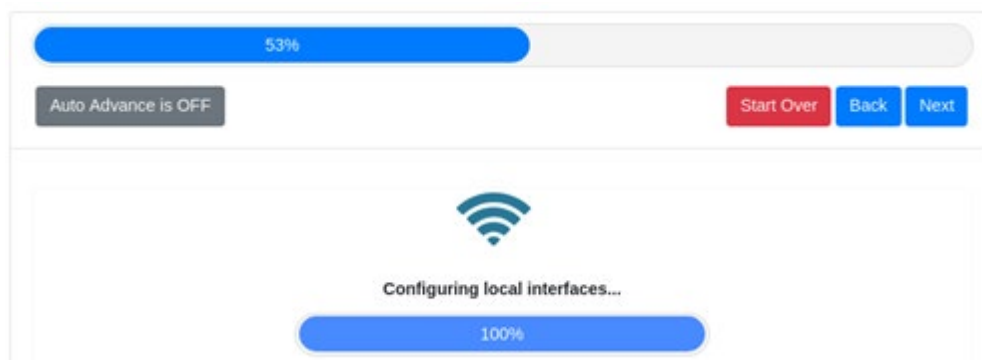 53%
Auto Advance is OFF
Start Over
Back
Next
Configuring local interfaces...
100%